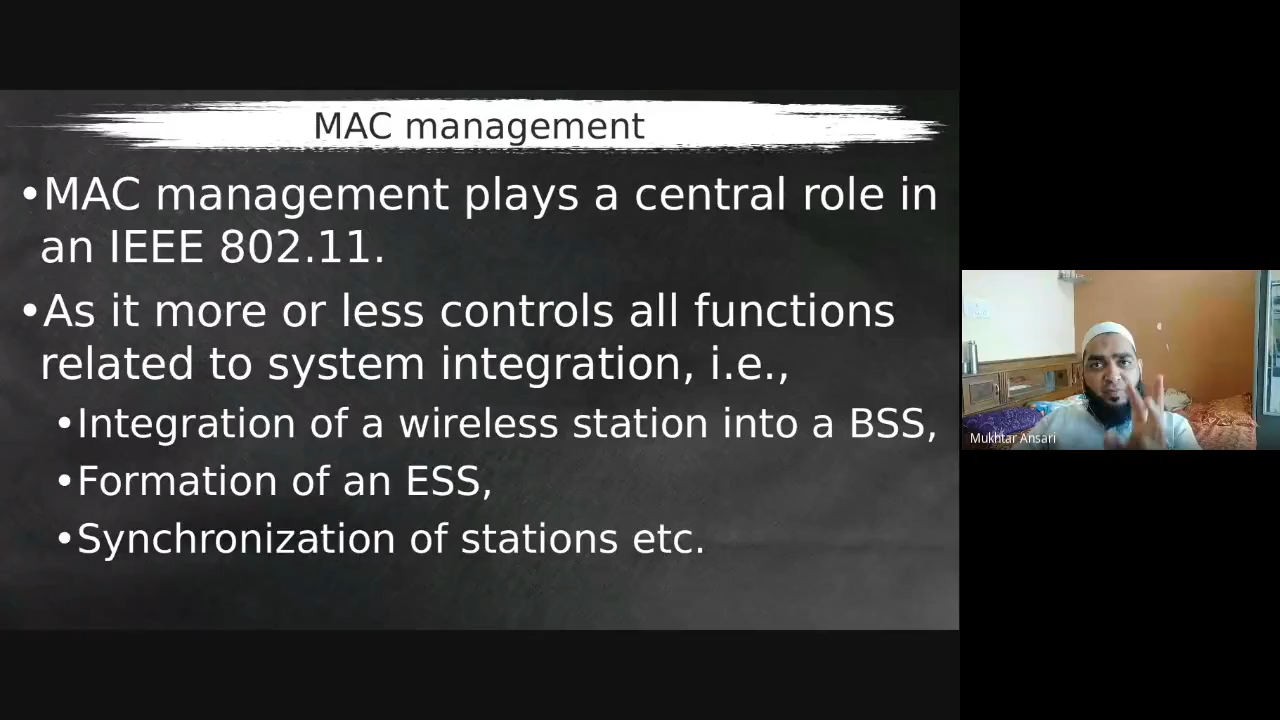 MAC management
•MAC management plays a central role in
an IEEE 802.11.
•As it more or less controls all functions
related to system integration, i.e.,
•Integration of a wireless station into a BSS,
•Formation of an ESS,
•Synchronization of stations etc.
Mukhtar Ansari